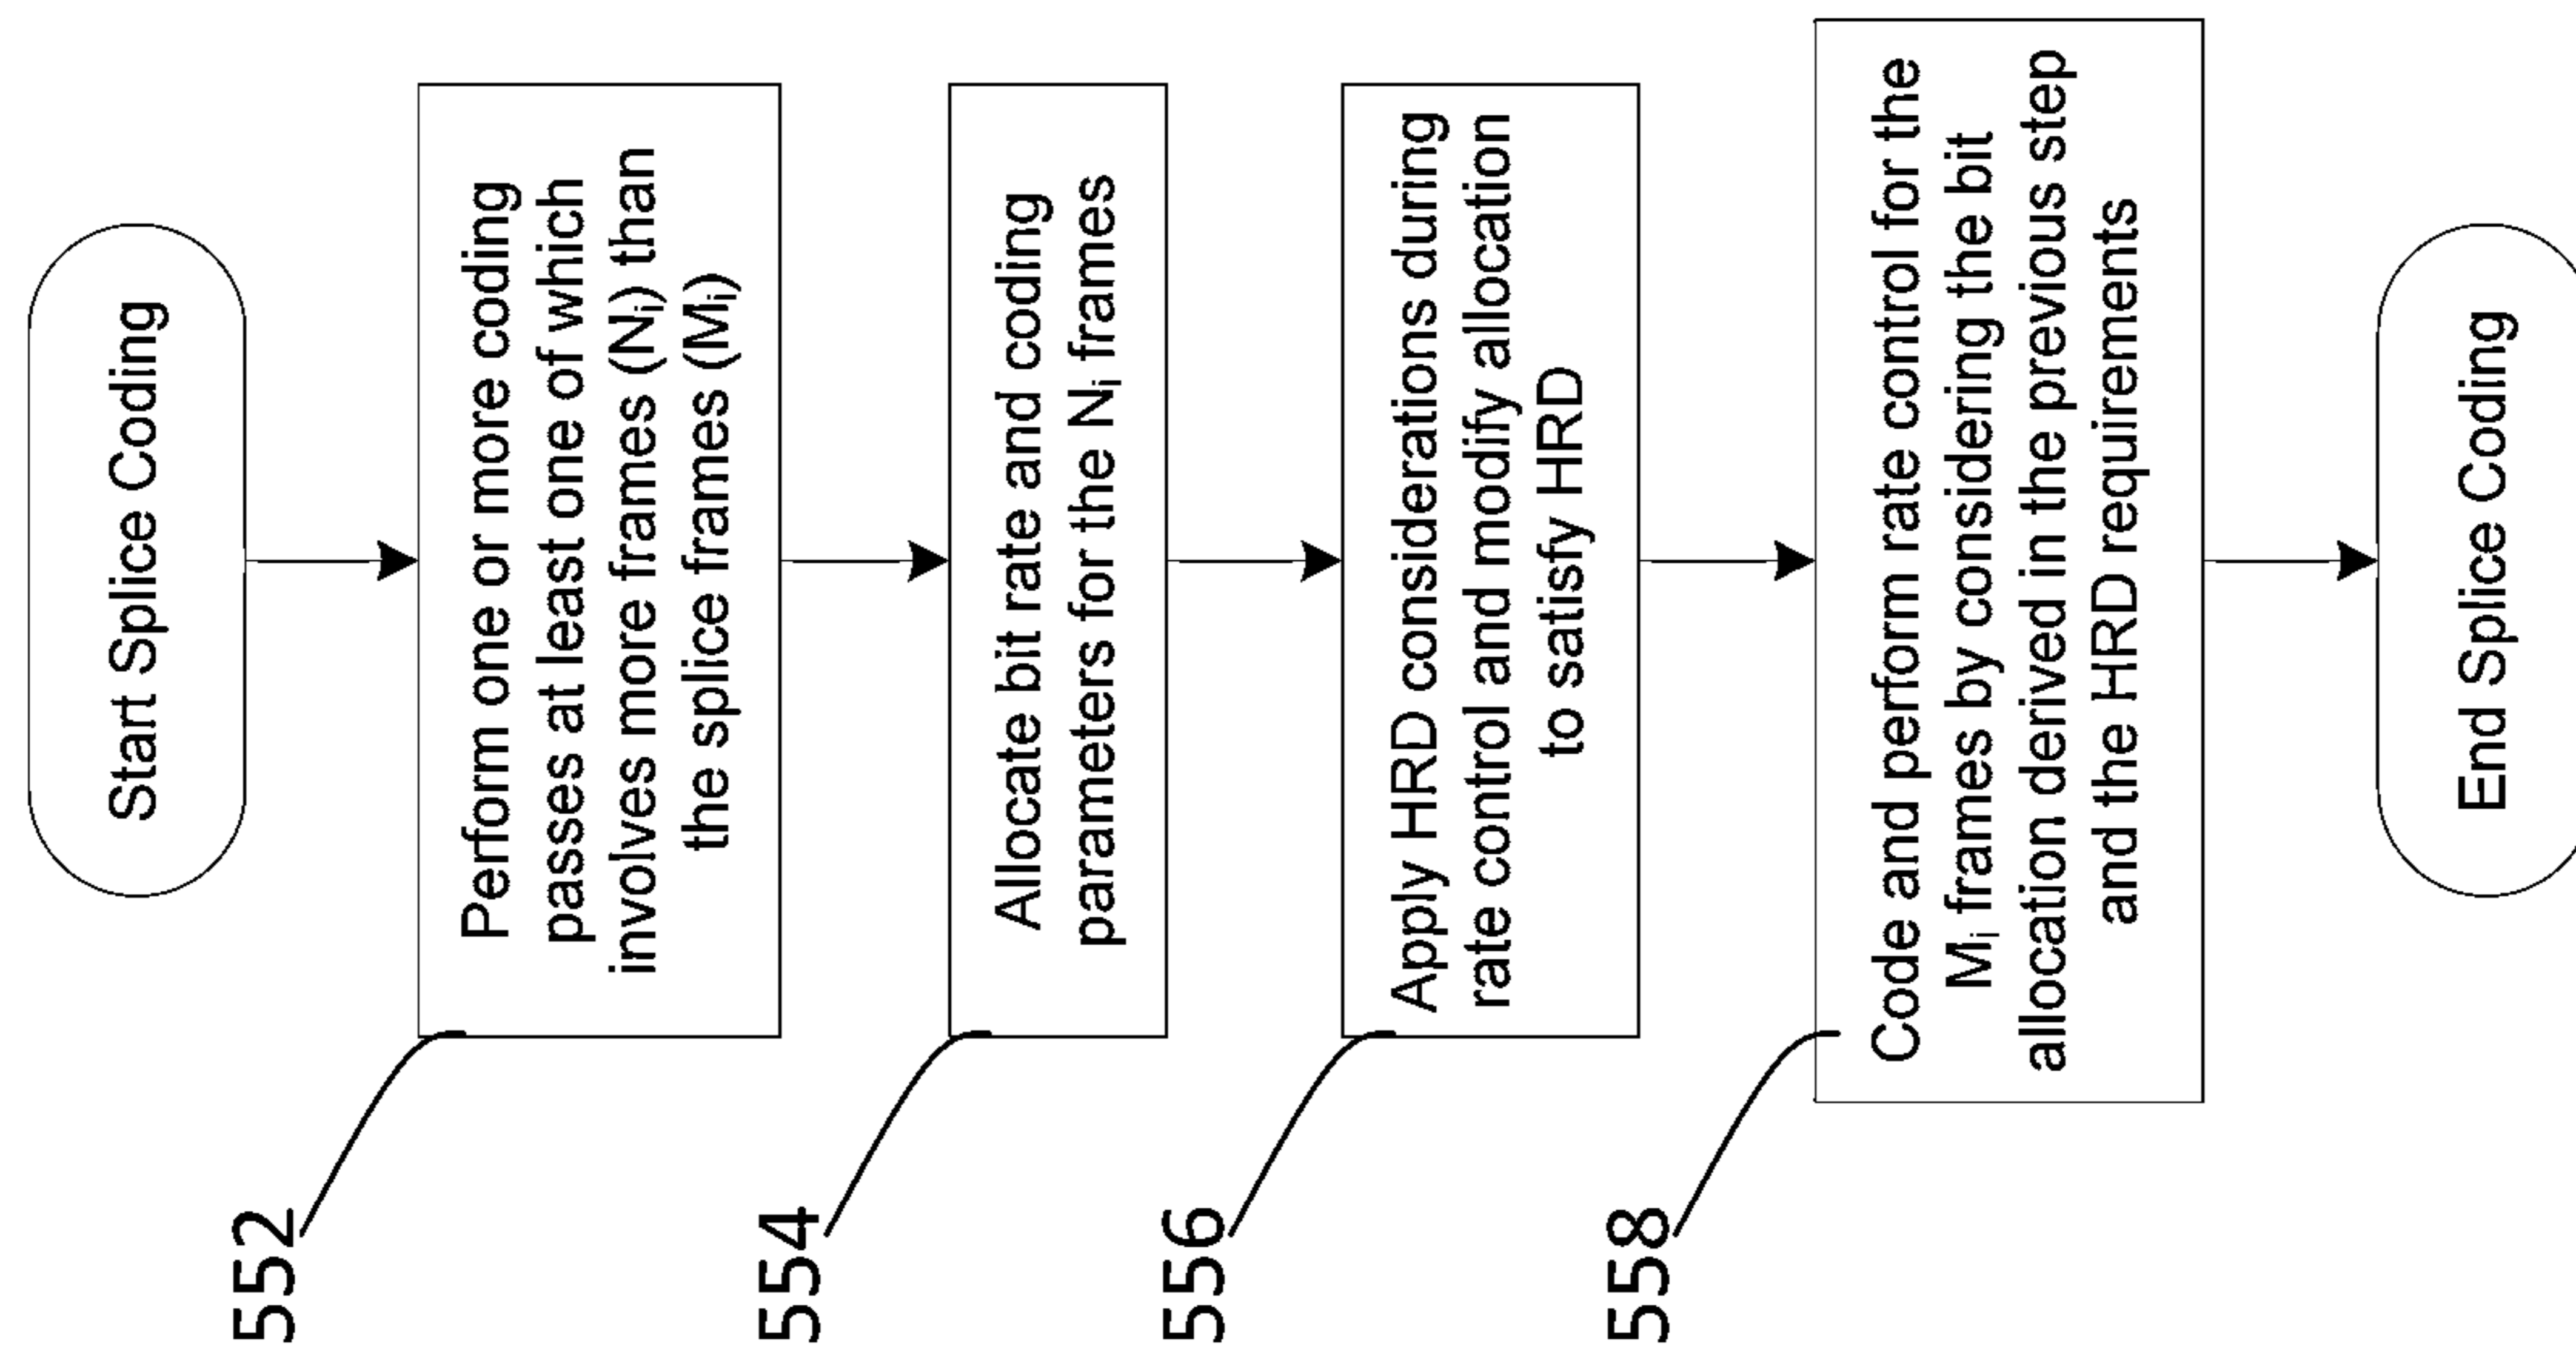 Start Splice Coding
552
Perform one or more coding
passes at least one of which
involves more frames (Nᵢ) than
the splice frames (Mᵢ)
554
Allocate bit rate and coding
parameters for the Nᵢ frames
556
Apply HRD considerations during
rate control and modify allocation
to satisfy HRD
558
Code and perform rate control for the
Mᵢ frames by considering the bit
allocation derived in the previous step
and the HRD requirements
End Splice Coding